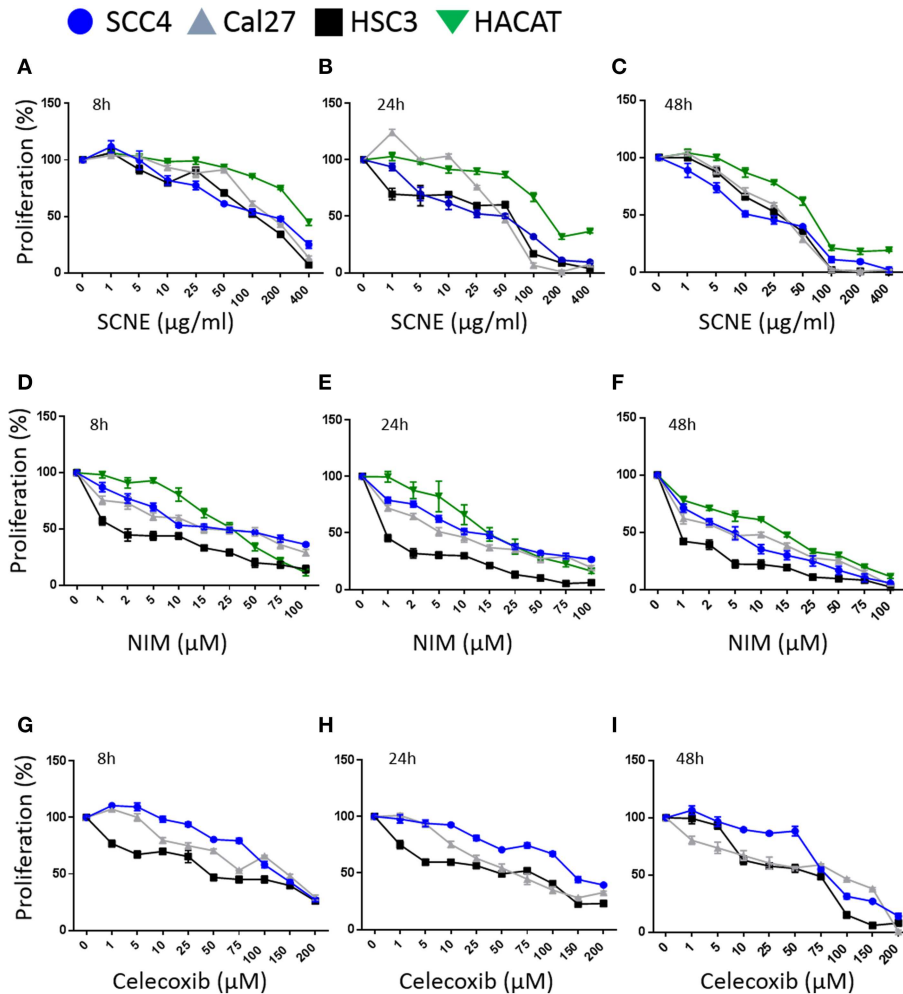 SCC4 Cal27 HSC3 HACAT
A B C
Proliferation (%)
150
100
50
0
8h
0 1 5 10 25 50 100 200 400
SCNE (µg/ml)
150
100
50
0
24h
0 1 5 10 25 50 100 200 400
SCNE (µg/ml)
150
100
50
0
48h
0 1 5 10 25 50 100 200 400
SCNE (µg/ml)
D E F
Proliferation (%)
150
100
50
0
8h
0 1 2 5 10 15 25 50 75 100
NIM (µM)
150
100
50
0
24h
0 1 2 5 10 15 25 50 75 100
NIM (µM)
150
100
50
0
48h
0 1 2 5 10 15 25 50 75 100
NIM (µM)
G H I
Proliferation (%)
150
100
50
0
8h
0 1 5 10 25 50 75 100 150 200
Celecoxib (µM)
150
100
50
0
24h
0 1 5 10 25 50 75 100 150 200
Celecoxib (µM)
150
100
50
0
48h
0 1 5 10 25 50 75 100 150 200
Celecoxib (µM)